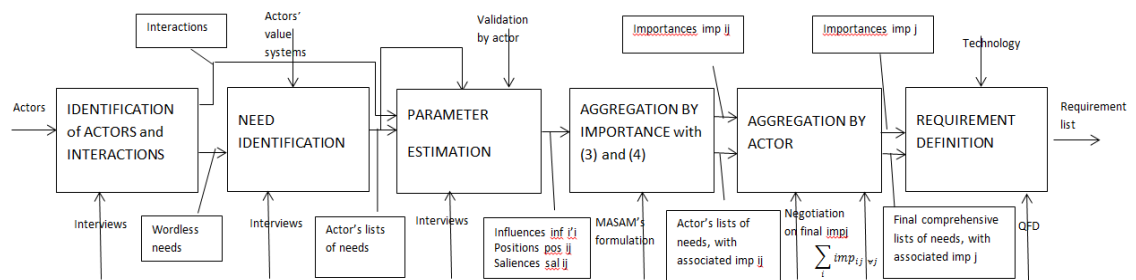 Interactions
Actors'
value
systems
Validation
by actor
Importances imp ij
Importances imp j
Technology
Actors
IDENTIFICATION
of ACTORS and
INTERACTIONS
NEED
IDENTIFICATION
PARAMETER
ESTIMATION
AGGREGATION BY
IMPORTANCE with
(3) and (4)
AGGREGATION BY
ACTOR
REQUIREMENT
DEFINITION
Requirement
list
Interviews
Wordless
needs
Interviews
Actor's lists
of needs
Interviews
Influences inf i'i
Positions pos ij
Saliences sal ij
MASAM's
formulation
Actor's lists of
needs, with
associated imp ij
Negotiation
on final impj
∑ imp ij ∀j
i
Final comprehensive
lists of needs, with
associated imp j
QFD